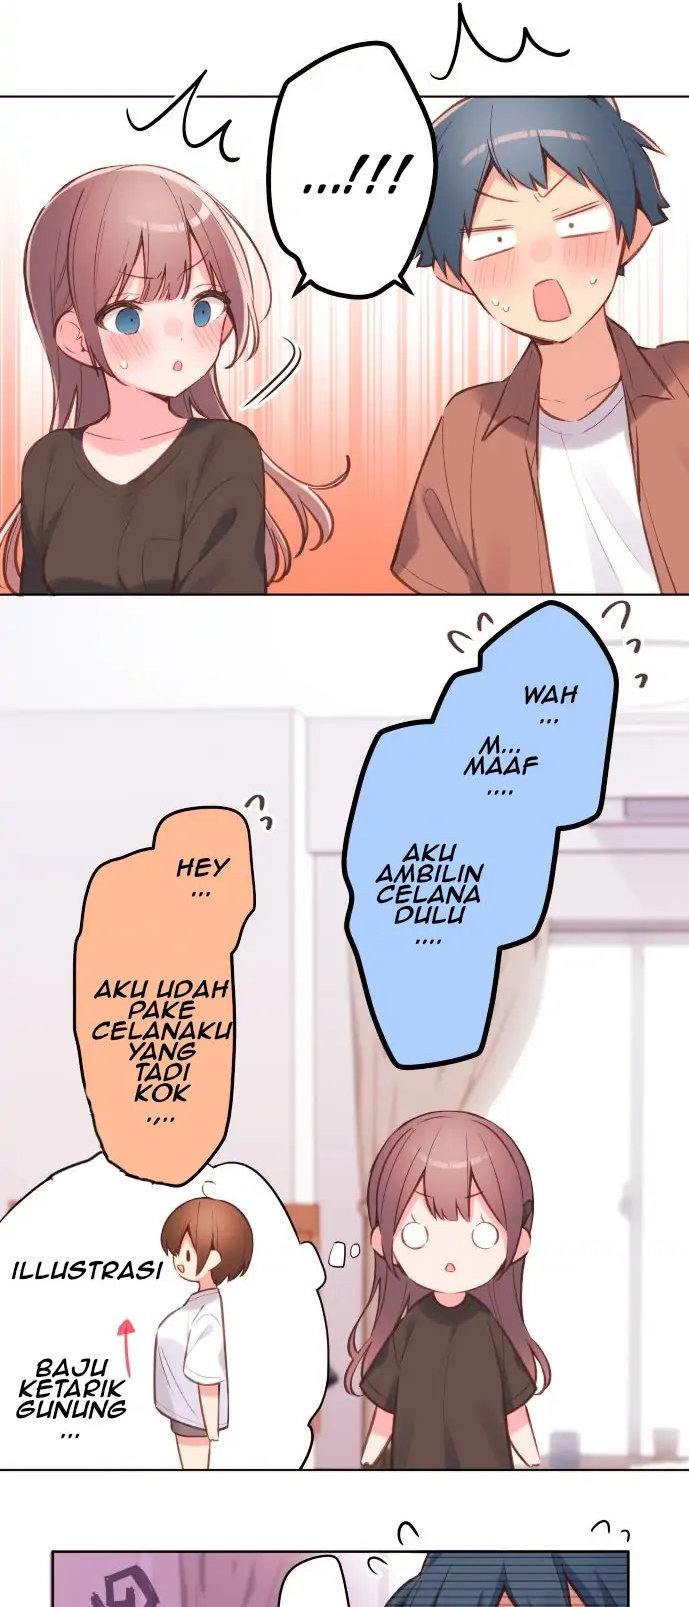 ...!!!
WAH
...
M...
MAAF
....
AKU
AMBILIN
CELANA
DULU
....
HEY
...
AKU UDAH
PAKE
CELANAKU
YANG
TADI
KOK
.,..
ILLUSTRASI
BAJU
KETARIK
GUNUNG
...